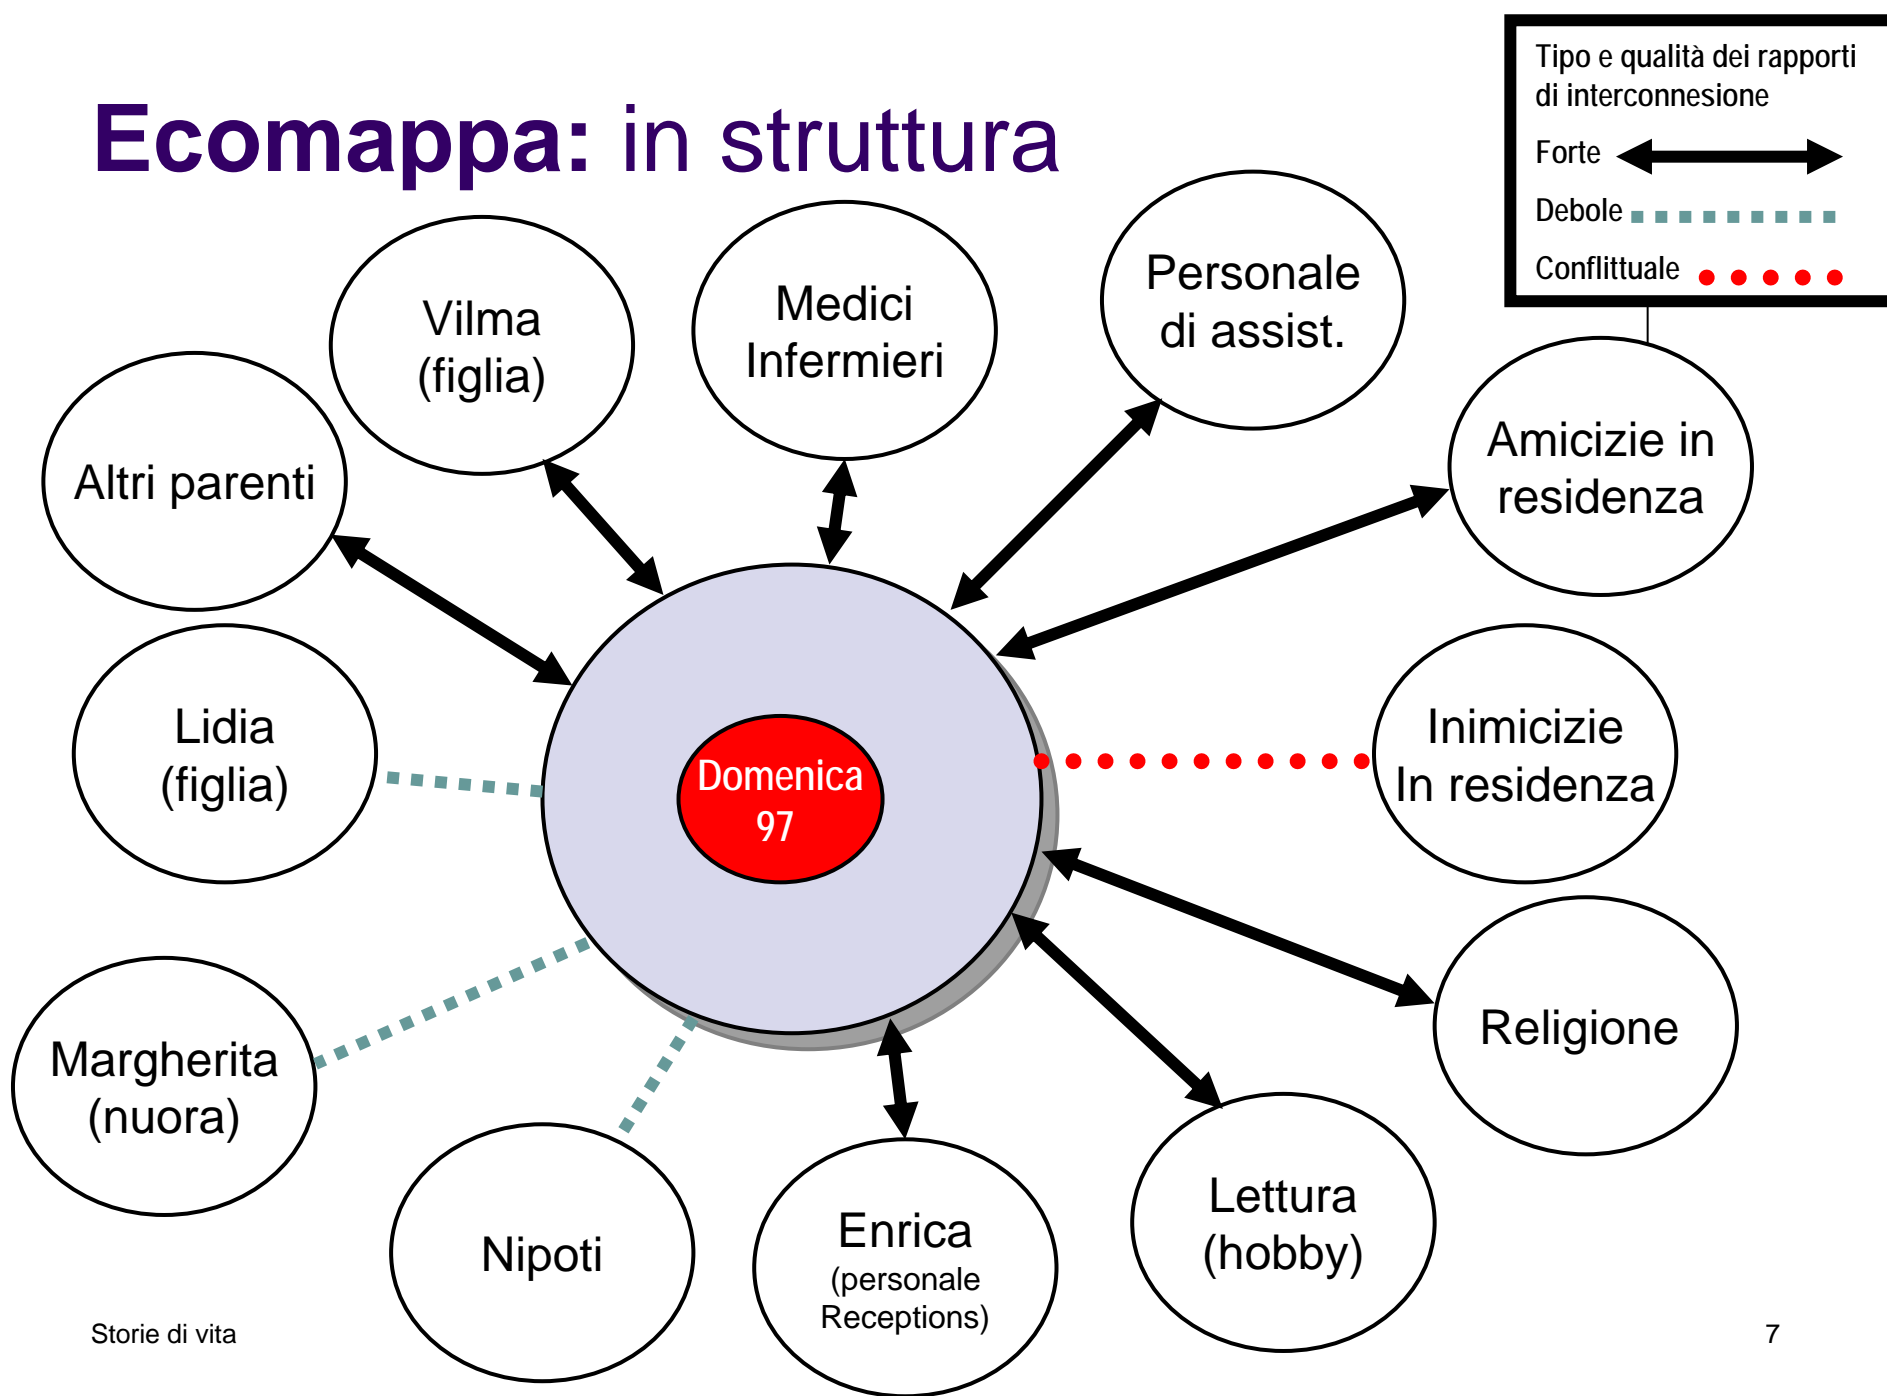 Ecomappa: in struttura
Tipo e qualità dei rapporti
di interconnesione
Forte
Debole
Conflittuale
Vilma
(figlia)
Medici
Infermieri
Personale
di assist.
Altri parenti
Amicizie in
residenza
Lidia
(figlia)
Domenica
97
Inimicizie
In residenza
Margherita
(nuora)
Religione
Nipoti
Enrica
(personale
Receptions)
Lettura
(hobby)
Storie di vita
7